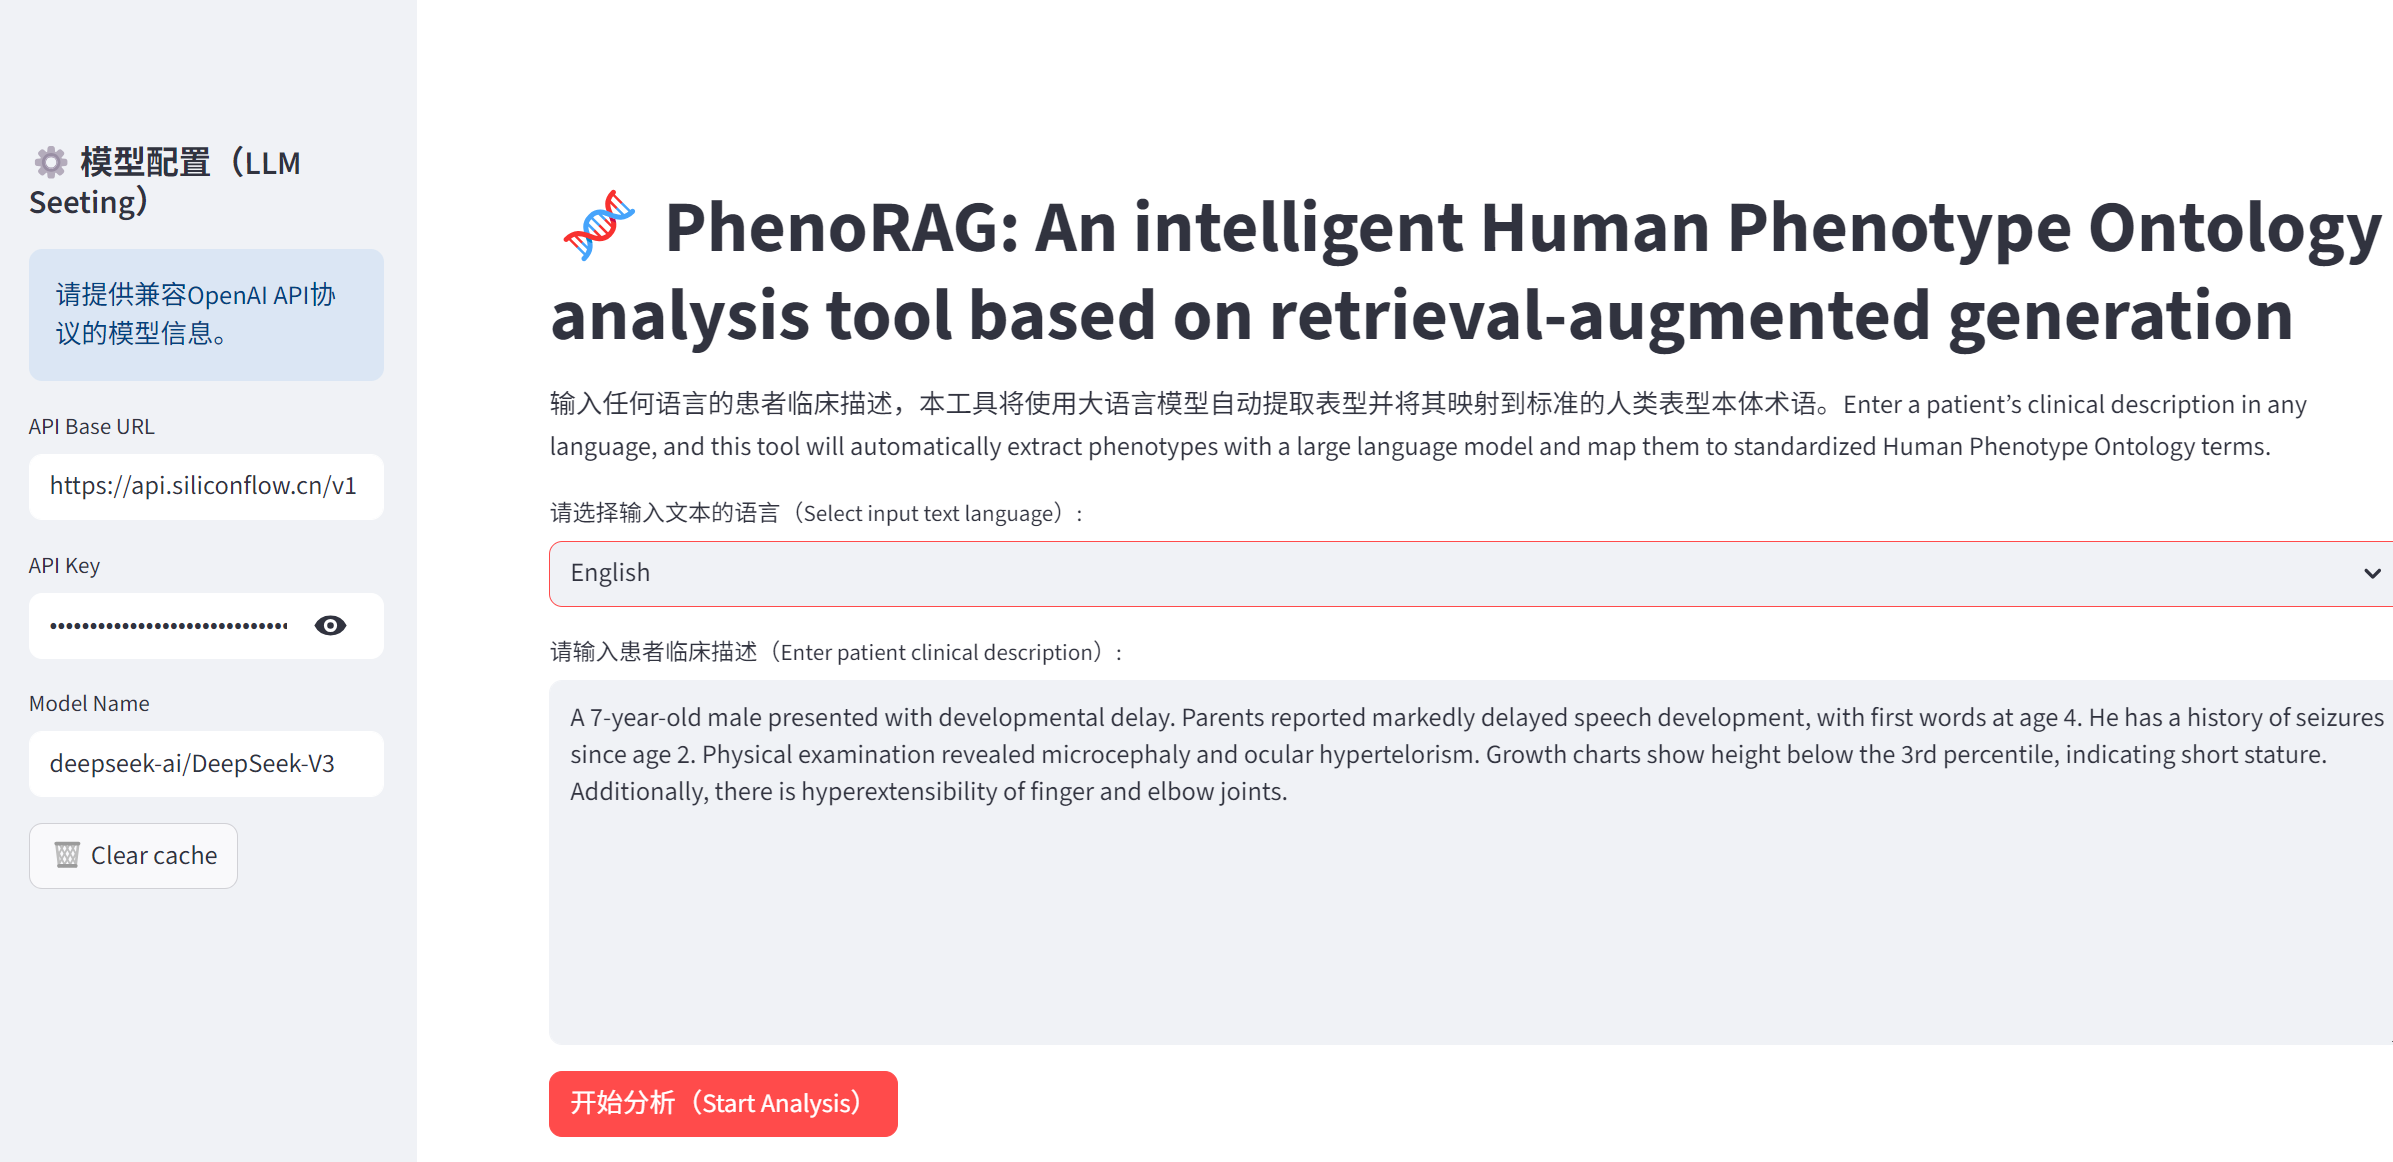 模型配置（LLM
Seeting）
请提供兼容OpenAI API协
议的模型信息。
API Base URL
https://api.siliconflow.cn/v1
API Key
••••••••••••••••••••••••••••••
Model Name
deepseek-ai/DeepSeek-V3
Clear cache
PhenoRAG: An intelligent Human Phenotype Ontology
analysis tool based on retrieval-augmented generation
输入任何语言的患者临床描述，本工具将使用大语言模型自动提取表型并将其映射到标准的人类表型本体术语。Enter a patient’s clinical description in any
language, and this tool will automatically extract phenotypes with a large language model and map them to standardized Human Phenotype Ontology terms.
请选择输入文本的语言（Select input text language）:
English
请输入患者临床描述（Enter patient clinical description）:
A 7-year-old male presented with developmental delay. Parents reported markedly delayed speech development, with first words at age 4. He has a history of seizures
since age 2. Physical examination revealed microcephaly and ocular hypertelorism. Growth charts show height below the 3rd percentile, indicating short stature.
Additionally, there is hyperextensibility of finger and elbow joints.
开始分析（Start Analysis）